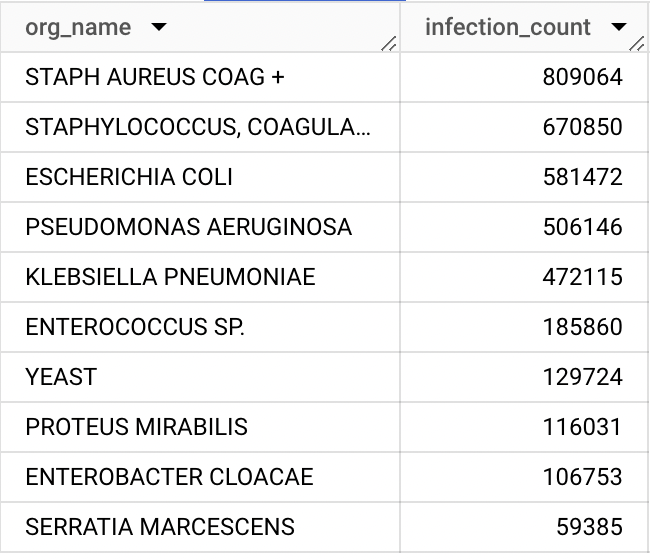 org_name infection_count
STAPH AUREUS COAG + 809064
STAPHYLOCOCCUS, COAGULA... 670850
ESCHERICHIA COLI 581472
PSEUDOMONAS AERUGINOSA 506146
KLEBSIELLA PNEUMONIAE 472115
ENTEROCOCCUS SP. 185860
YEAST 129724
PROTEUS MIRABILIS 116031
ENTEROBACTER CLOACAE 106753
SERRATIA MARCESCENS 59385